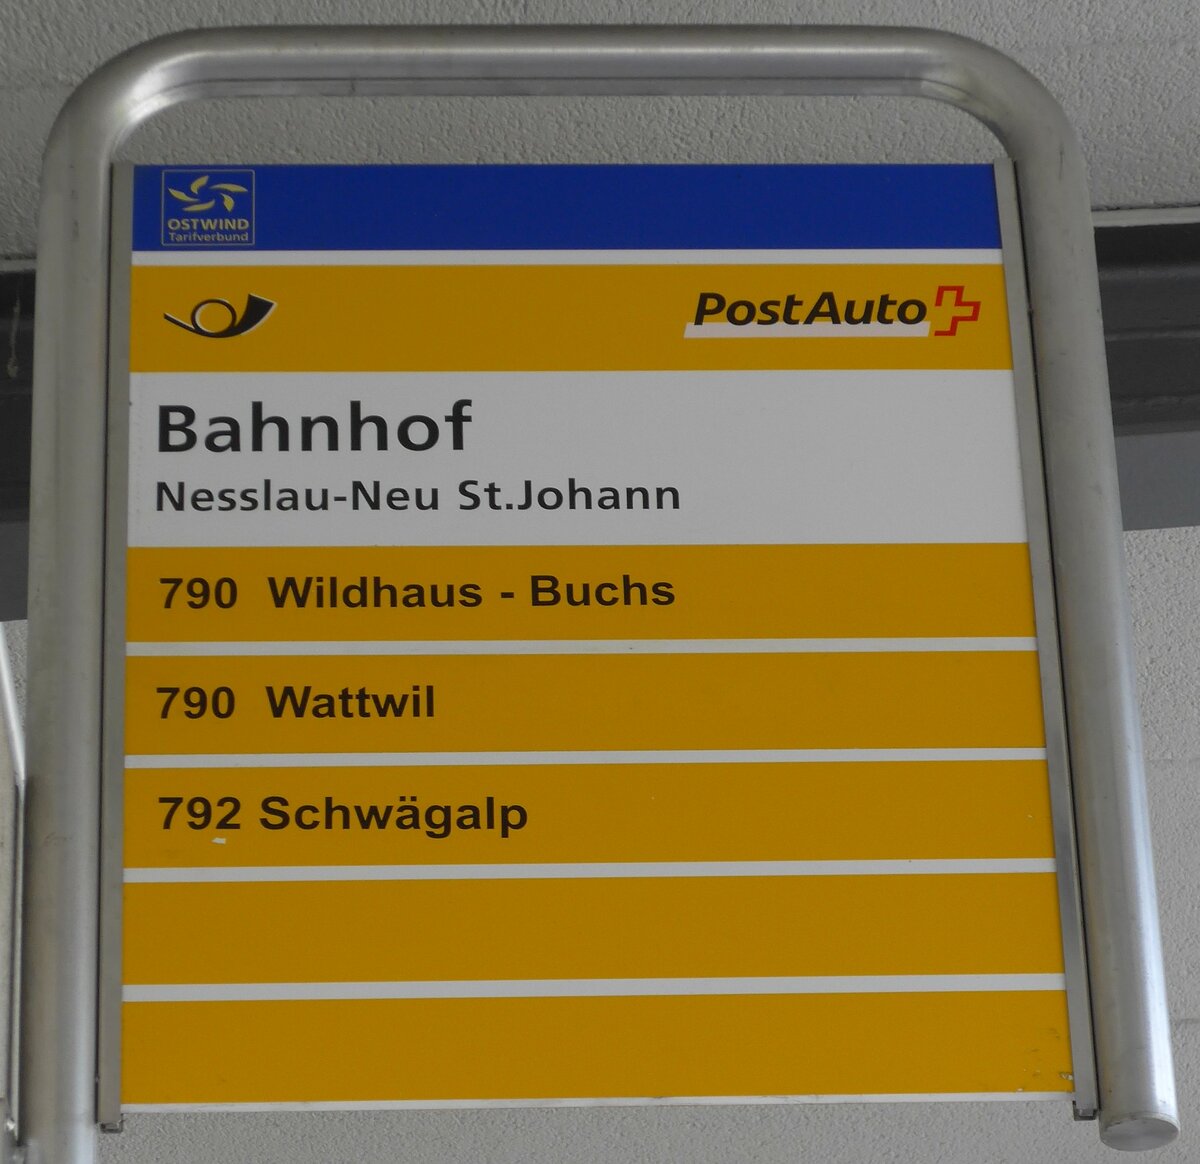 OSTWIND
Tarifverbund
PostAuto
Bahnhof
Nesslau-Neu St.Johann
790 Wildhaus - Buchs
790 Wattwil
792 Schwägalp